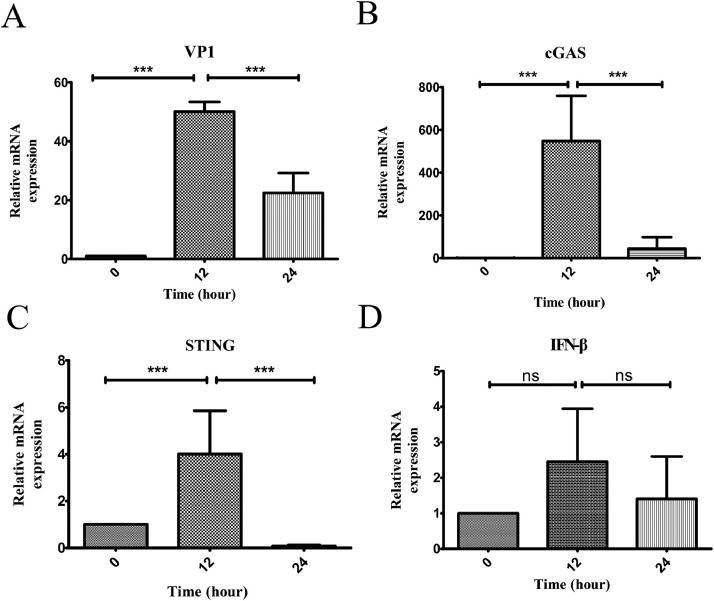 A
VP1
*** ***
Relative mRNA
expression
60
40
20
0
0 12 24
Time (hour)
B
cGAS
*** ***
Relative mRNA
expression
800
600
400
200
0
0 12 24
Time (hour)
C
STING
*** ***
Relative mRNA
expression
8
6
4
2
0
0 12 24
Time (hour)
D
IFN-β
ns ns
Relative mRNA
expression
5
4
3
2
1
0
0 12 24
Time (hour)